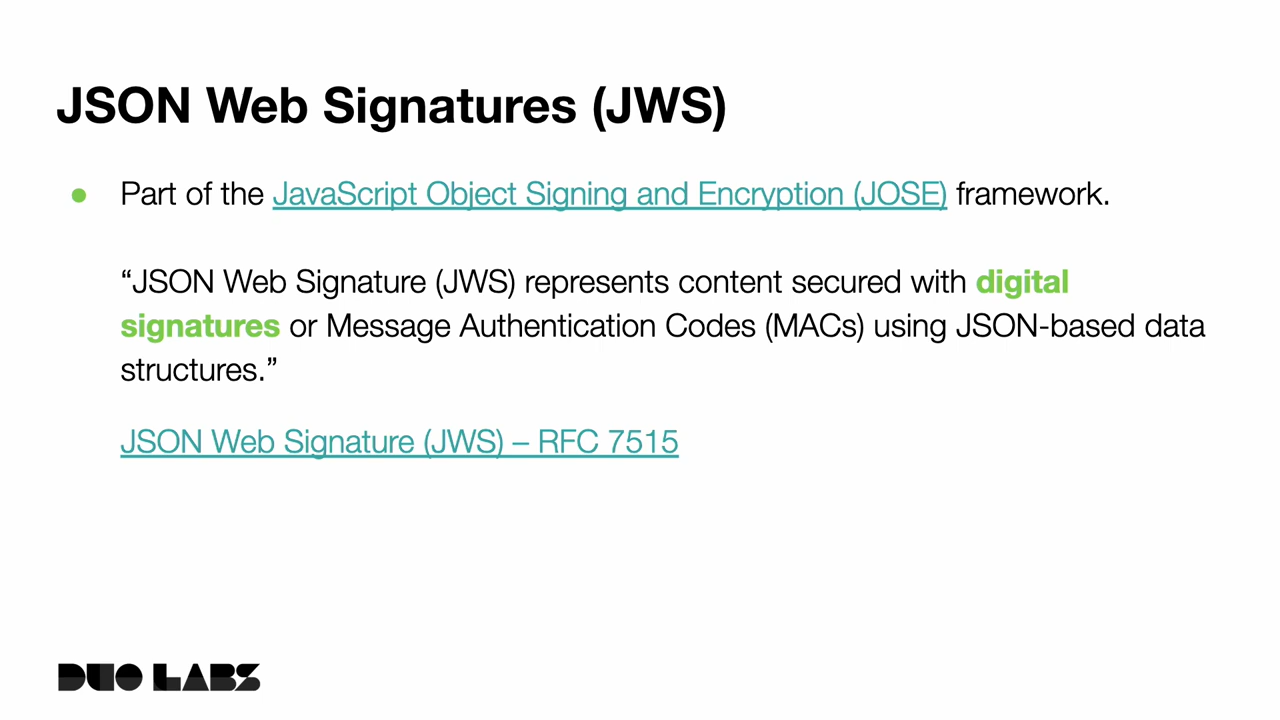 JSON Web Signatures (JWS)
● Part of the JavaScript Object Signing and Encryption (JOSE) framework.
“JSON Web Signature (JWS) represents content secured with digital
signatures or Message Authentication Codes (MACs) using JSON-based data
structures.”
JSON Web Signature (JWS) – RFC 7515
DUO LABS